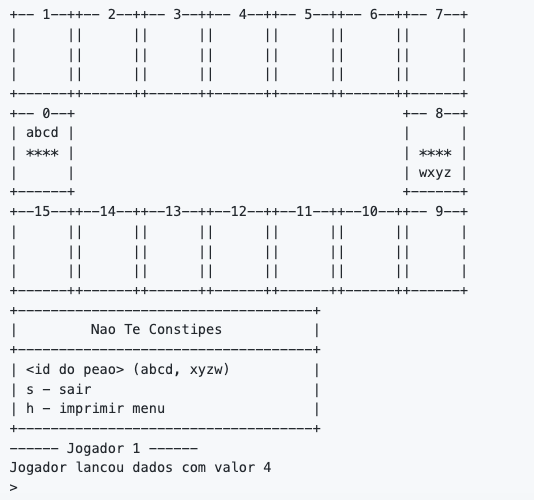 +-- 1--++-- 2--++-- 3--++-- 4--++-- 5--++-- 6--++-- 7--+
|      ||      ||      ||      ||      ||      ||      |
|      ||      ||      ||      ||      ||      ||      |
|      ||      ||      ||      ||      ||      ||      |
+------++------++------++------++------++------++------+
+-- 0--+                                        +-- 8--+
| abcd |                                        |      |
| **** |                                        | **** |
|      |                                        | wxyz |
+------+                                        +------+
+--15--++--14--++--13--++--12--++--11--++--10--++-- 9--+
|      ||      ||      ||      ||      ||      ||      |
|      ||      ||      ||      ||      ||      ||      |
|      ||      ||      ||      ||      ||      ||      |
+------++------++------++------++------++------++------+
+------------------------------------+
|         Nao Te Constipes           |
+------------------------------------+
| <id do peao> (abcd, xyzw)          |
| s - sair                           |
| h - imprimir menu                  |
+------------------------------------+
------ Jogador 1 ------
Jogador lancou dados com valor 4
>